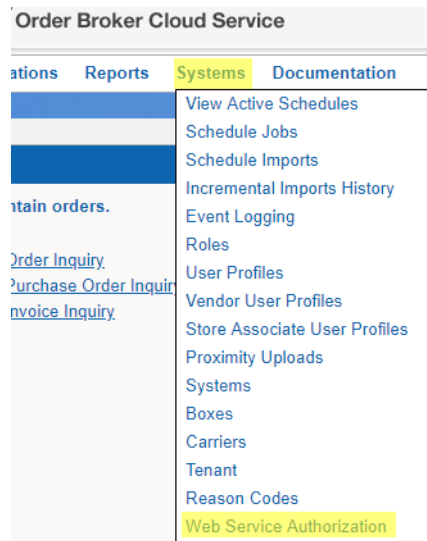 Order Broker Cloud Service
ations Reports Systems Documentation
View Active Schedules
Schedule Jobs
Schedule Imports
Incremental Imports History
ntain orders.
Event Logging
Roles
Order Inquiry
User Profiles
Purchase Order Inquir
Vendor User Profiles
nvoice Inquiry
Store Associate User Profiles
Proximity Uploads
Systems
Boxes
Carriers
Tenant
Reason Codes
Web Service Authorization